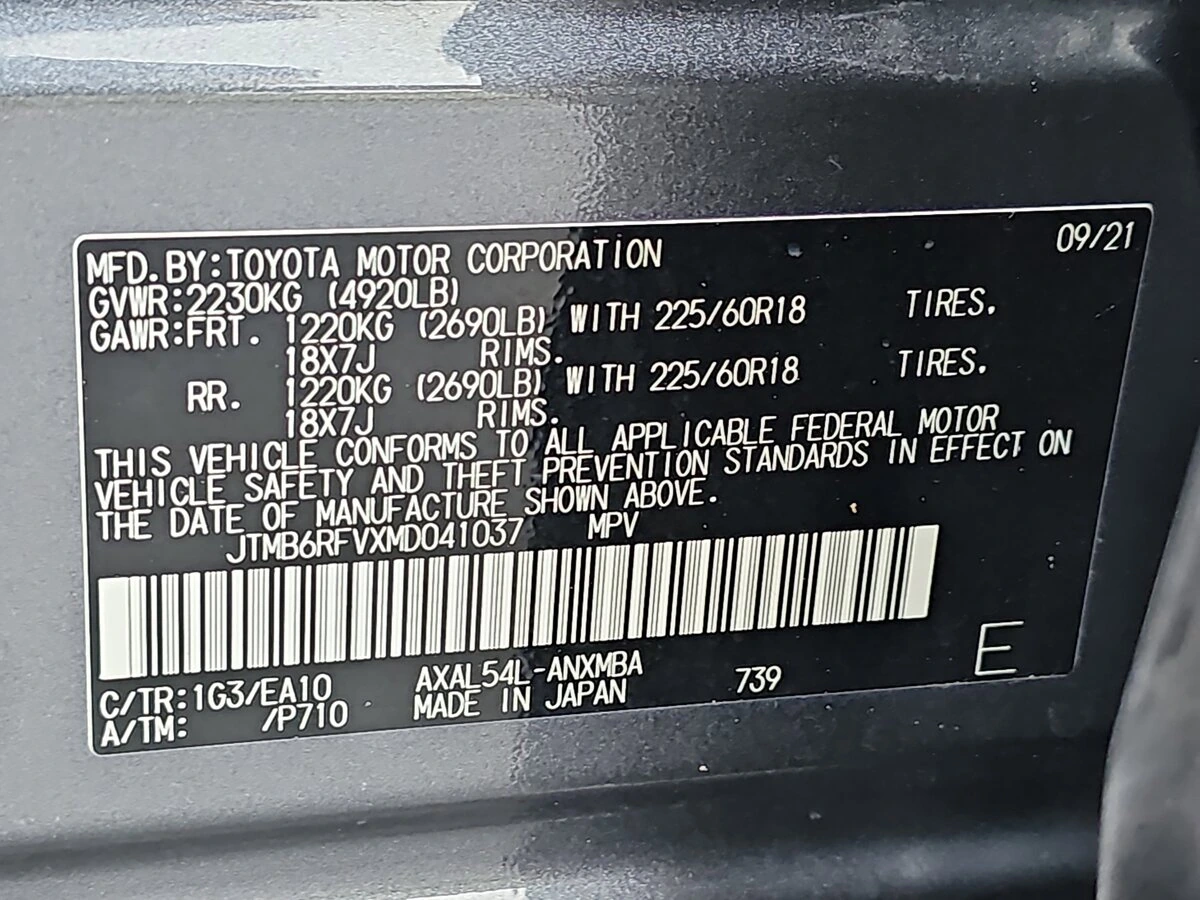 09/21
MFD. BY:TOYOTA MOTOR CORPORATION
GVWR:2230KG (4920LB)
GAWR:FRT. 1220KG (2690LB) WITH 225/60R18 TIRES.
18X7J RIMS.
RR. 1220KG (2690LB) WITH 225/60R18 TIRES.
18X7J RIMS.
THIS VEHICLE CONFORMS TO ALL APPLICABLE FEDERAL MOTOR
VEHICLE SAFETY AND THEFT PREVENTION STANDARDS IN EFFECT ON
THE DATE OF MANUFACTURE SHOWN ABOVE.
JTMB6RFVXMD041037 MPV
C/TR:1G3/EA10 AXAL54L-ANXMBA 739 E
A/TM: /P710 MADE IN JAPAN